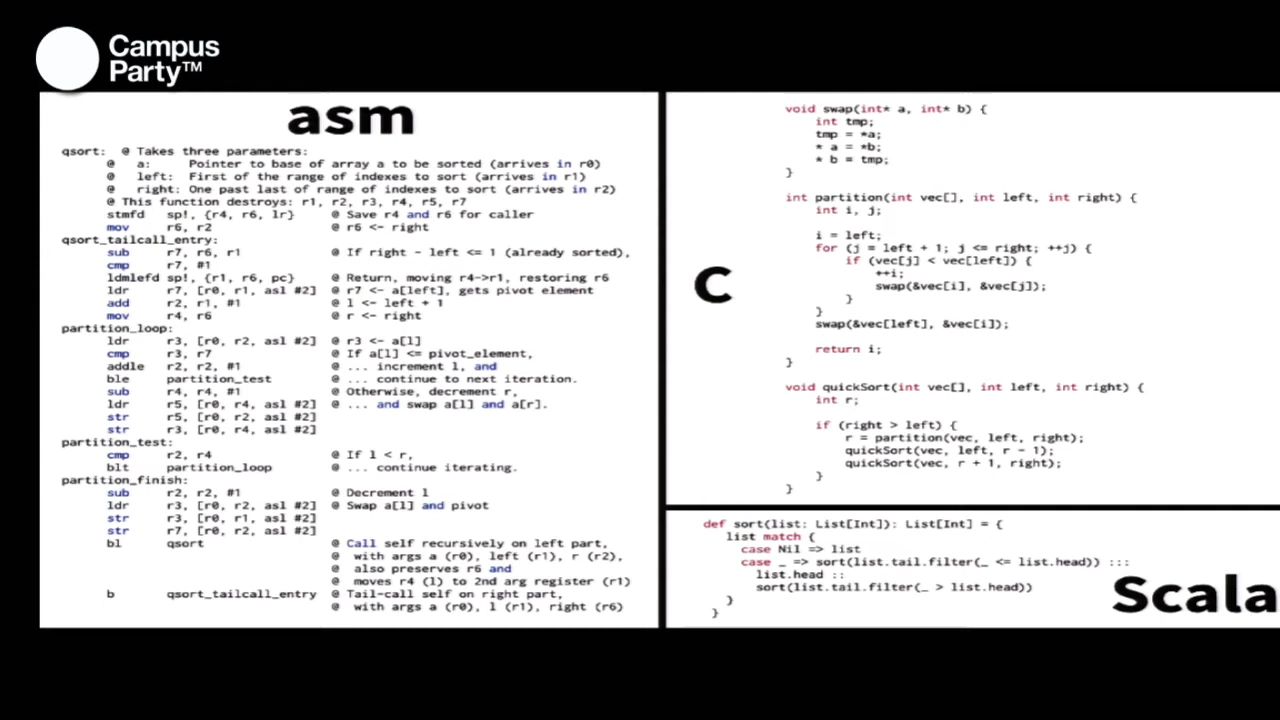 Campus
Party™
asm
qsort: @ Takes three parameters:
@ a: Pointer to base of array a to be sorted (arrives in r0)
@ left: First of the range of indexes to sort (arrives in r1)
@ right: One past last of range of indexes to sort (arrives in r2)
@ This function destroys: r1, r2, r3, r4, r5, r7
stmfd sp!, {r4, r6, lr} @ Save r4 and r6 for caller
mov r6, r2 @ r6 <- right
qsort_tailcall_entry:
sub r7, r6, r1 @ If right - left <= 1 (already sorted),
cmp r7, #1
ldmlefd sp!, {r1, r6, pc} @ Return, moving r4->r1, restoring r6
ldr r7, [r0, r1, asl #2] @ r7 <- a[left], gets pivot element
add r2, r1, #1 @ l <- left + 1
mov r4, r6 @ r <- right
partition_loop:
ldr r3, [r0, r2, asl #2] @ r3 <- a[l]
cmp r3, r7 @ If a[l] <= pivot_element,
addle r2, r2, #1 @ ... increment l, and
ble partition_test @ ... continue to next iteration.
sub r4, r4, #1 @ Otherwise, decrement r,
ldr r5, [r0, r4, asl #2] @ ... and swap a[l] and a[r].
str r5, [r0, r2, asl #2]
str r3, [r0, r4, asl #2]
partition_test:
cmp r2, r4 @ If l < r,
blt partition_loop @ ... continue iterating.
partition_finish:
sub r2, r2, #1 @ Decrement l
ldr r3, [r0, r2, asl #2] @ Swap a[l] and pivot
str r3, [r0, r1, asl #2]
str r7, [r0, r2, asl #2]
bl qsort @ Call self recursively on left part,
@ with args a (r0), left (r1), r (r2),
@ also preserves r6 and
@ moves r4 (l) to 2nd arg register (r1)
b qsort_tailcall_entry @ Tail-call self on right part,
@ with args a (r0), l (r1), right (r6)
C
void swap(int* a, int* b) {
int tmp;
tmp = *a;
* a = *b;
* b = tmp;
}
int partition(int vec[], int left, int right) {
int i, j;
i = left;
for (j = left + 1; j <= right; ++j) {
if (vec[j] < vec[left]) {
++i;
swap(&vec[i], &vec[j]);
}
}
swap(&vec[left], &vec[i]);
return i;
}
void quickSort(int vec[], int left, int right) {
int r;
if (right > left) {
r = partition(vec, left, right);
quickSort(vec, left, r - 1);
quickSort(vec, r + 1, right);
}
}
def sort(list: List[Int]): List[Int] = {
list match {
case Nil => list
case _ => sort(list.tail.filter(_ <= list.head)) :::
list.head ::
sort(list.tail.filter(_ > list.head))
}
}
Scala